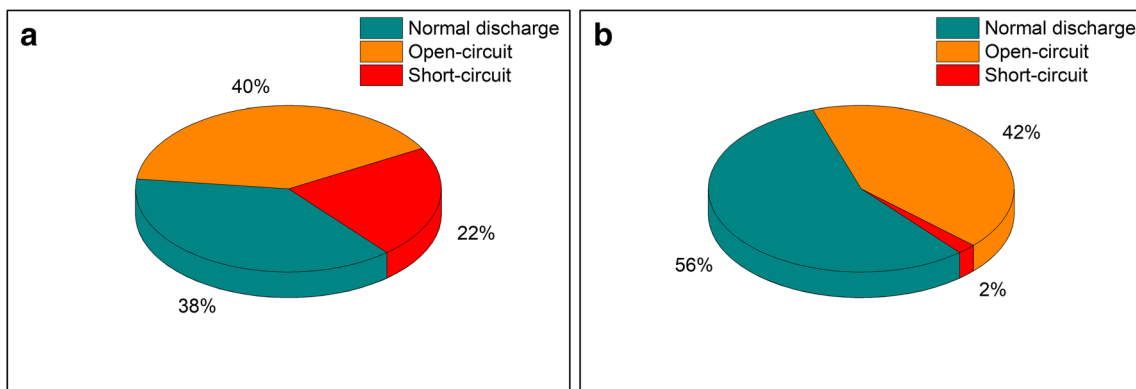 a
Normal discharge
Open-circuit
Short-circuit
40%
22%
38%
b
Normal discharge
Open-circuit
Short-circuit
42%
56%
2%